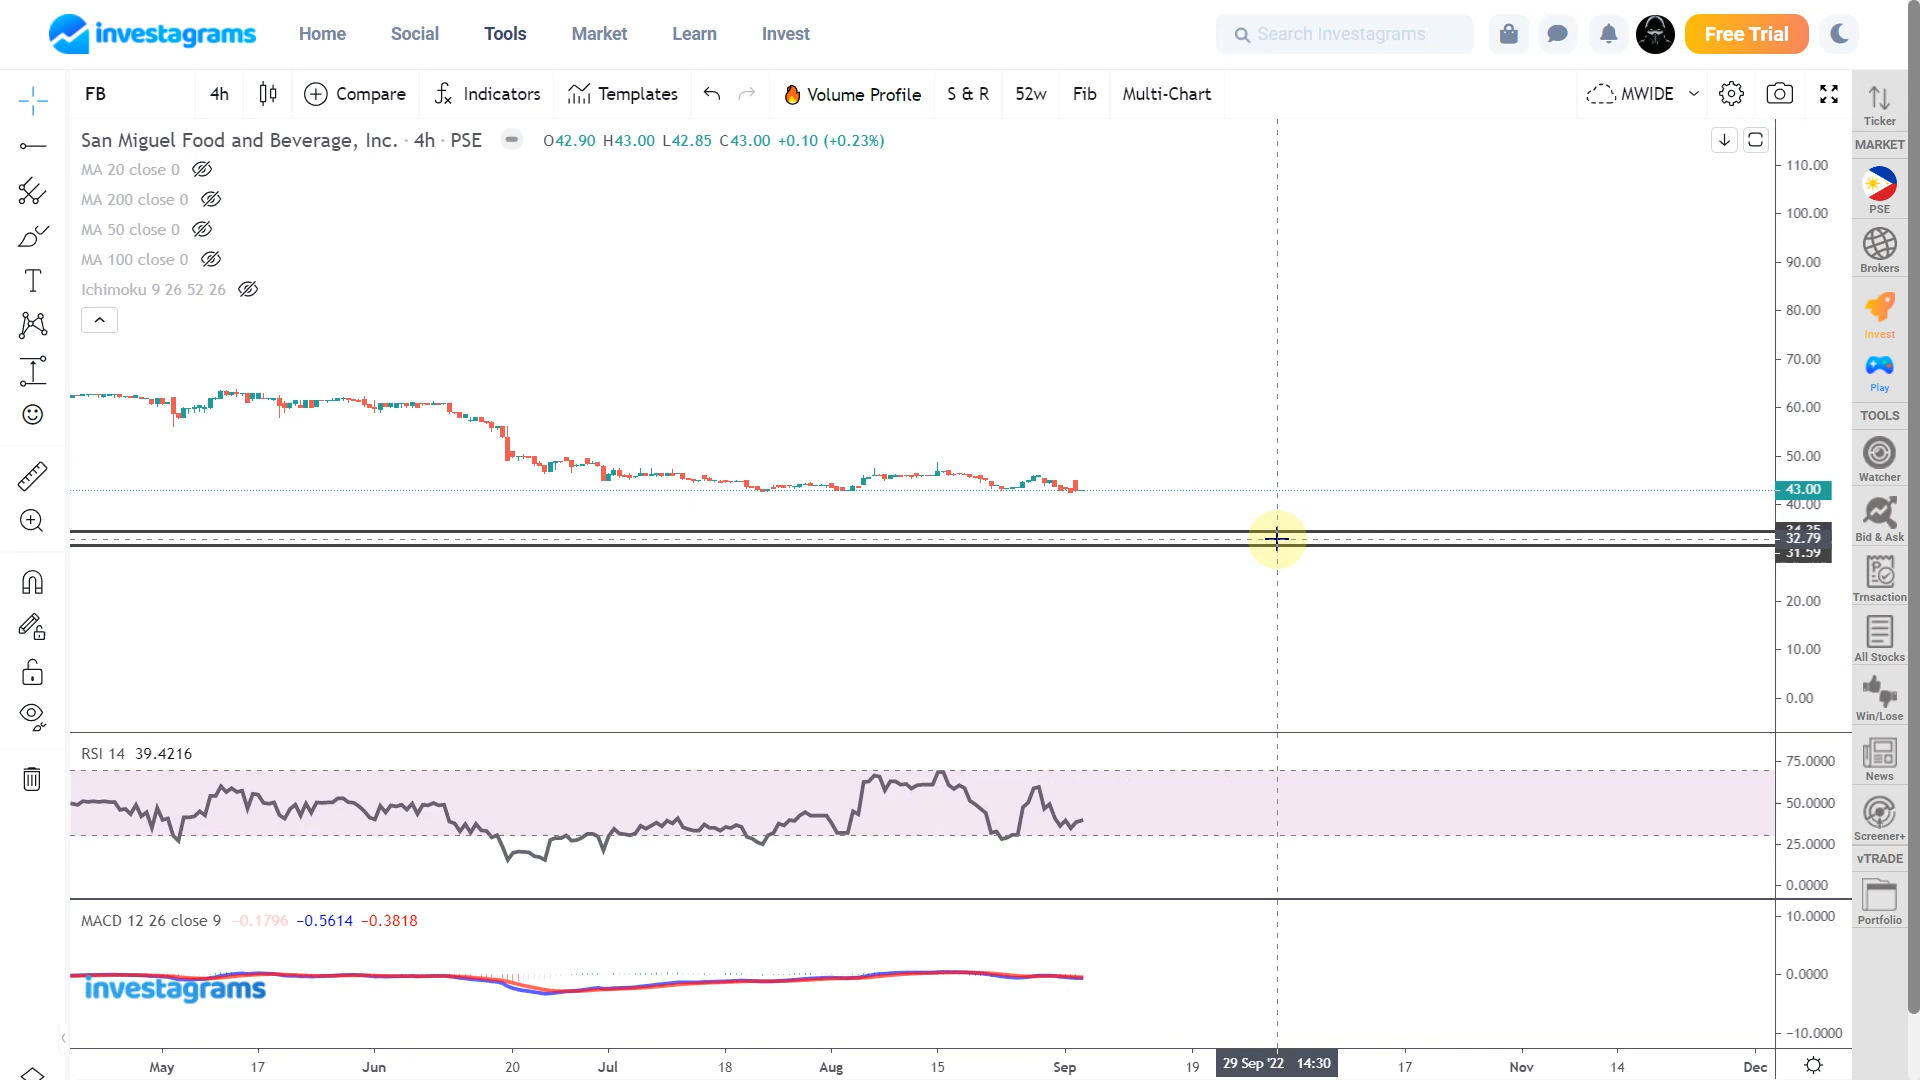 investagrams Home Social Tools Market Learn Invest Search Investagrams Free Trial
FB 4h Compare Indicators Templates Volume Profile S & R 52w Fib Multi-Chart MWIDE
San Miguel Food and Beverage, Inc. · 4h · PSE O42.90 H43.00 L42.85 C43.00 +0.10 (+0.23%)
MA 20 close 0
MA 200 close 0
MA 50 close 0
MA 100 close 0
Ichimoku 9 26 52 26
110.00
100.00
90.00
80.00
70.00
60.00
50.00
43.00
40.00
34.25
32.79
31.59
20.00
10.00
0.00
RSI 14 39.4216
75.0000
50.0000
25.0000
0.0000
MACD 12 26 close 9 −0.1796 −0.5614 −0.3818
10.0000
0.0000
−10.0000
investagrams
May 17 Jun 20 Jul 18 Aug 15 Sep 19 29 Sep '22 14:30 17 Nov 14 Dec
Ticker
MARKET
PSE
Brokers
Invest
Play
TOOLS
Watcher
Bid & Ask
Trnsaction
All Stocks
Win/Lose
News
Screener+
vTRADE
Portfolio